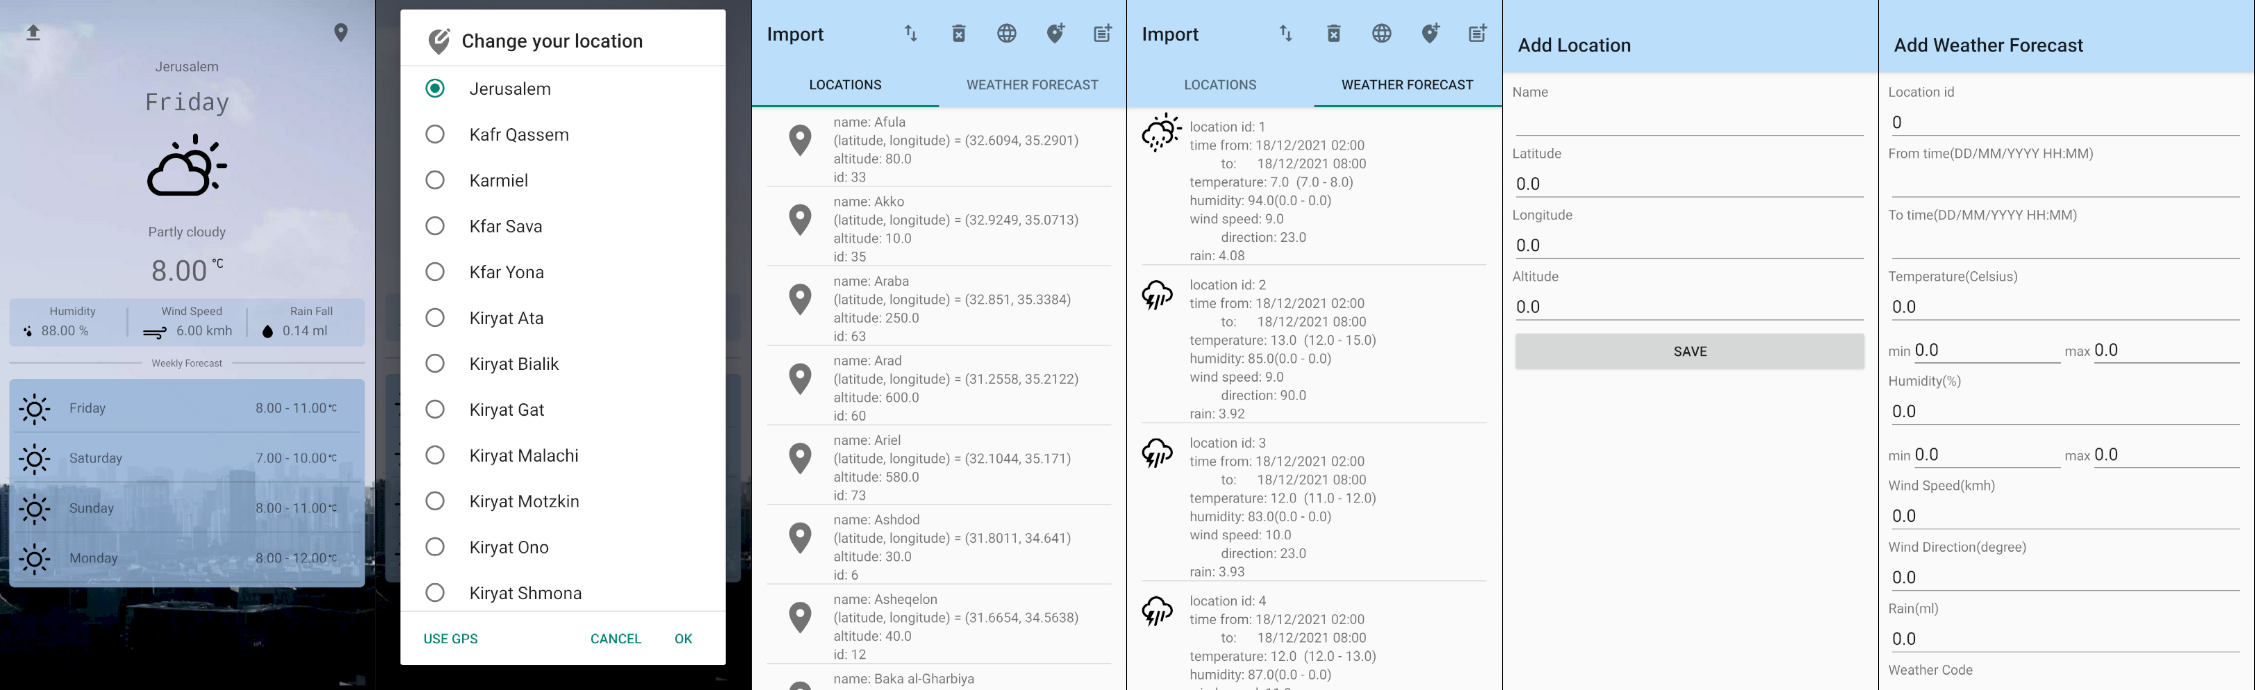 Jerusalem
Friday
Partly cloudy
8.00 °C
Humidity
88.00 %
Wind Speed
6.00 kmh
Rain Fall
0.14 ml
Weekly Forecast
Friday 8.00 - 11.00°C
Saturday 7.00 - 10.00°C
Sunday 8.00 - 11.00°C
Monday 8.00 - 12.00°C
Change your location
Jerusalem
Kafr Qassem
Karmiel
Kfar Sava
Kfar Yona
Kiryat Ata
Kiryat Bialik
Kiryat Gat
Kiryat Malachi
Kiryat Motzkin
Kiryat Ono
Kiryat Shmona
USE GPS CANCEL OK
Import
LOCATIONS WEATHER FORECAST
name: Afula
(latitude, longitude) = (32.6094, 35.2901)
altitude: 80.0
id: 33
name: Akko
(latitude, longitude) = (32.9249, 35.0713)
altitude: 10.0
id: 35
name: Araba
(latitude, longitude) = (32.851, 35.3384)
altitude: 250.0
id: 63
name: Arad
(latitude, longitude) = (31.2558, 35.2122)
altitude: 600.0
id: 60
name: Ariel
(latitude, longitude) = (32.1044, 35.171)
altitude: 580.0
id: 73
name: Ashdod
(latitude, longitude) = (31.8011, 34.641)
altitude: 30.0
id: 6
name: Asheqelon
(latitude, longitude) = (31.6654, 34.5638)
altitude: 40.0
id: 12
name: Baka al-Gharbiya
Import
LOCATIONS WEATHER FORECAST
location id: 1
time from: 18/12/2021 02:00
to: 18/12/2021 08:00
temperature: 7.0 (7.0 - 8.0)
humidity: 94.0(0.0 - 0.0)
wind speed: 9.0
direction: 23.0
rain: 4.08
location id: 2
time from: 18/12/2021 02:00
to: 18/12/2021 08:00
temperature: 13.0 (12.0 - 15.0)
humidity: 85.0(0.0 - 0.0)
wind speed: 9.0
direction: 90.0
rain: 3.92
location id: 3
time from: 18/12/2021 02:00
to: 18/12/2021 08:00
temperature: 12.0 (11.0 - 12.0)
humidity: 83.0(0.0 - 0.0)
wind speed: 10.0
direction: 23.0
rain: 3.93
location id: 4
time from: 18/12/2021 02:00
to: 18/12/2021 08:00
temperature: 12.0 (12.0 - 13.0)
humidity: 87.0(0.0 - 0.0)
Add Location
Name
Latitude
0.0
Longitude
0.0
Altitude
0.0
SAVE
Add Weather Forecast
Location id
0
From time(DD/MM/YYYY HH:MM)
To time(DD/MM/YYYY HH:MM)
Temperature(Celsius)
0.0
min 0.0 max 0.0
Humidity(%)
0.0
min 0.0 max 0.0
Wind Speed(kmh)
0.0
Wind Direction(degree)
0.0
Rain(ml)
0.0
Weather Code